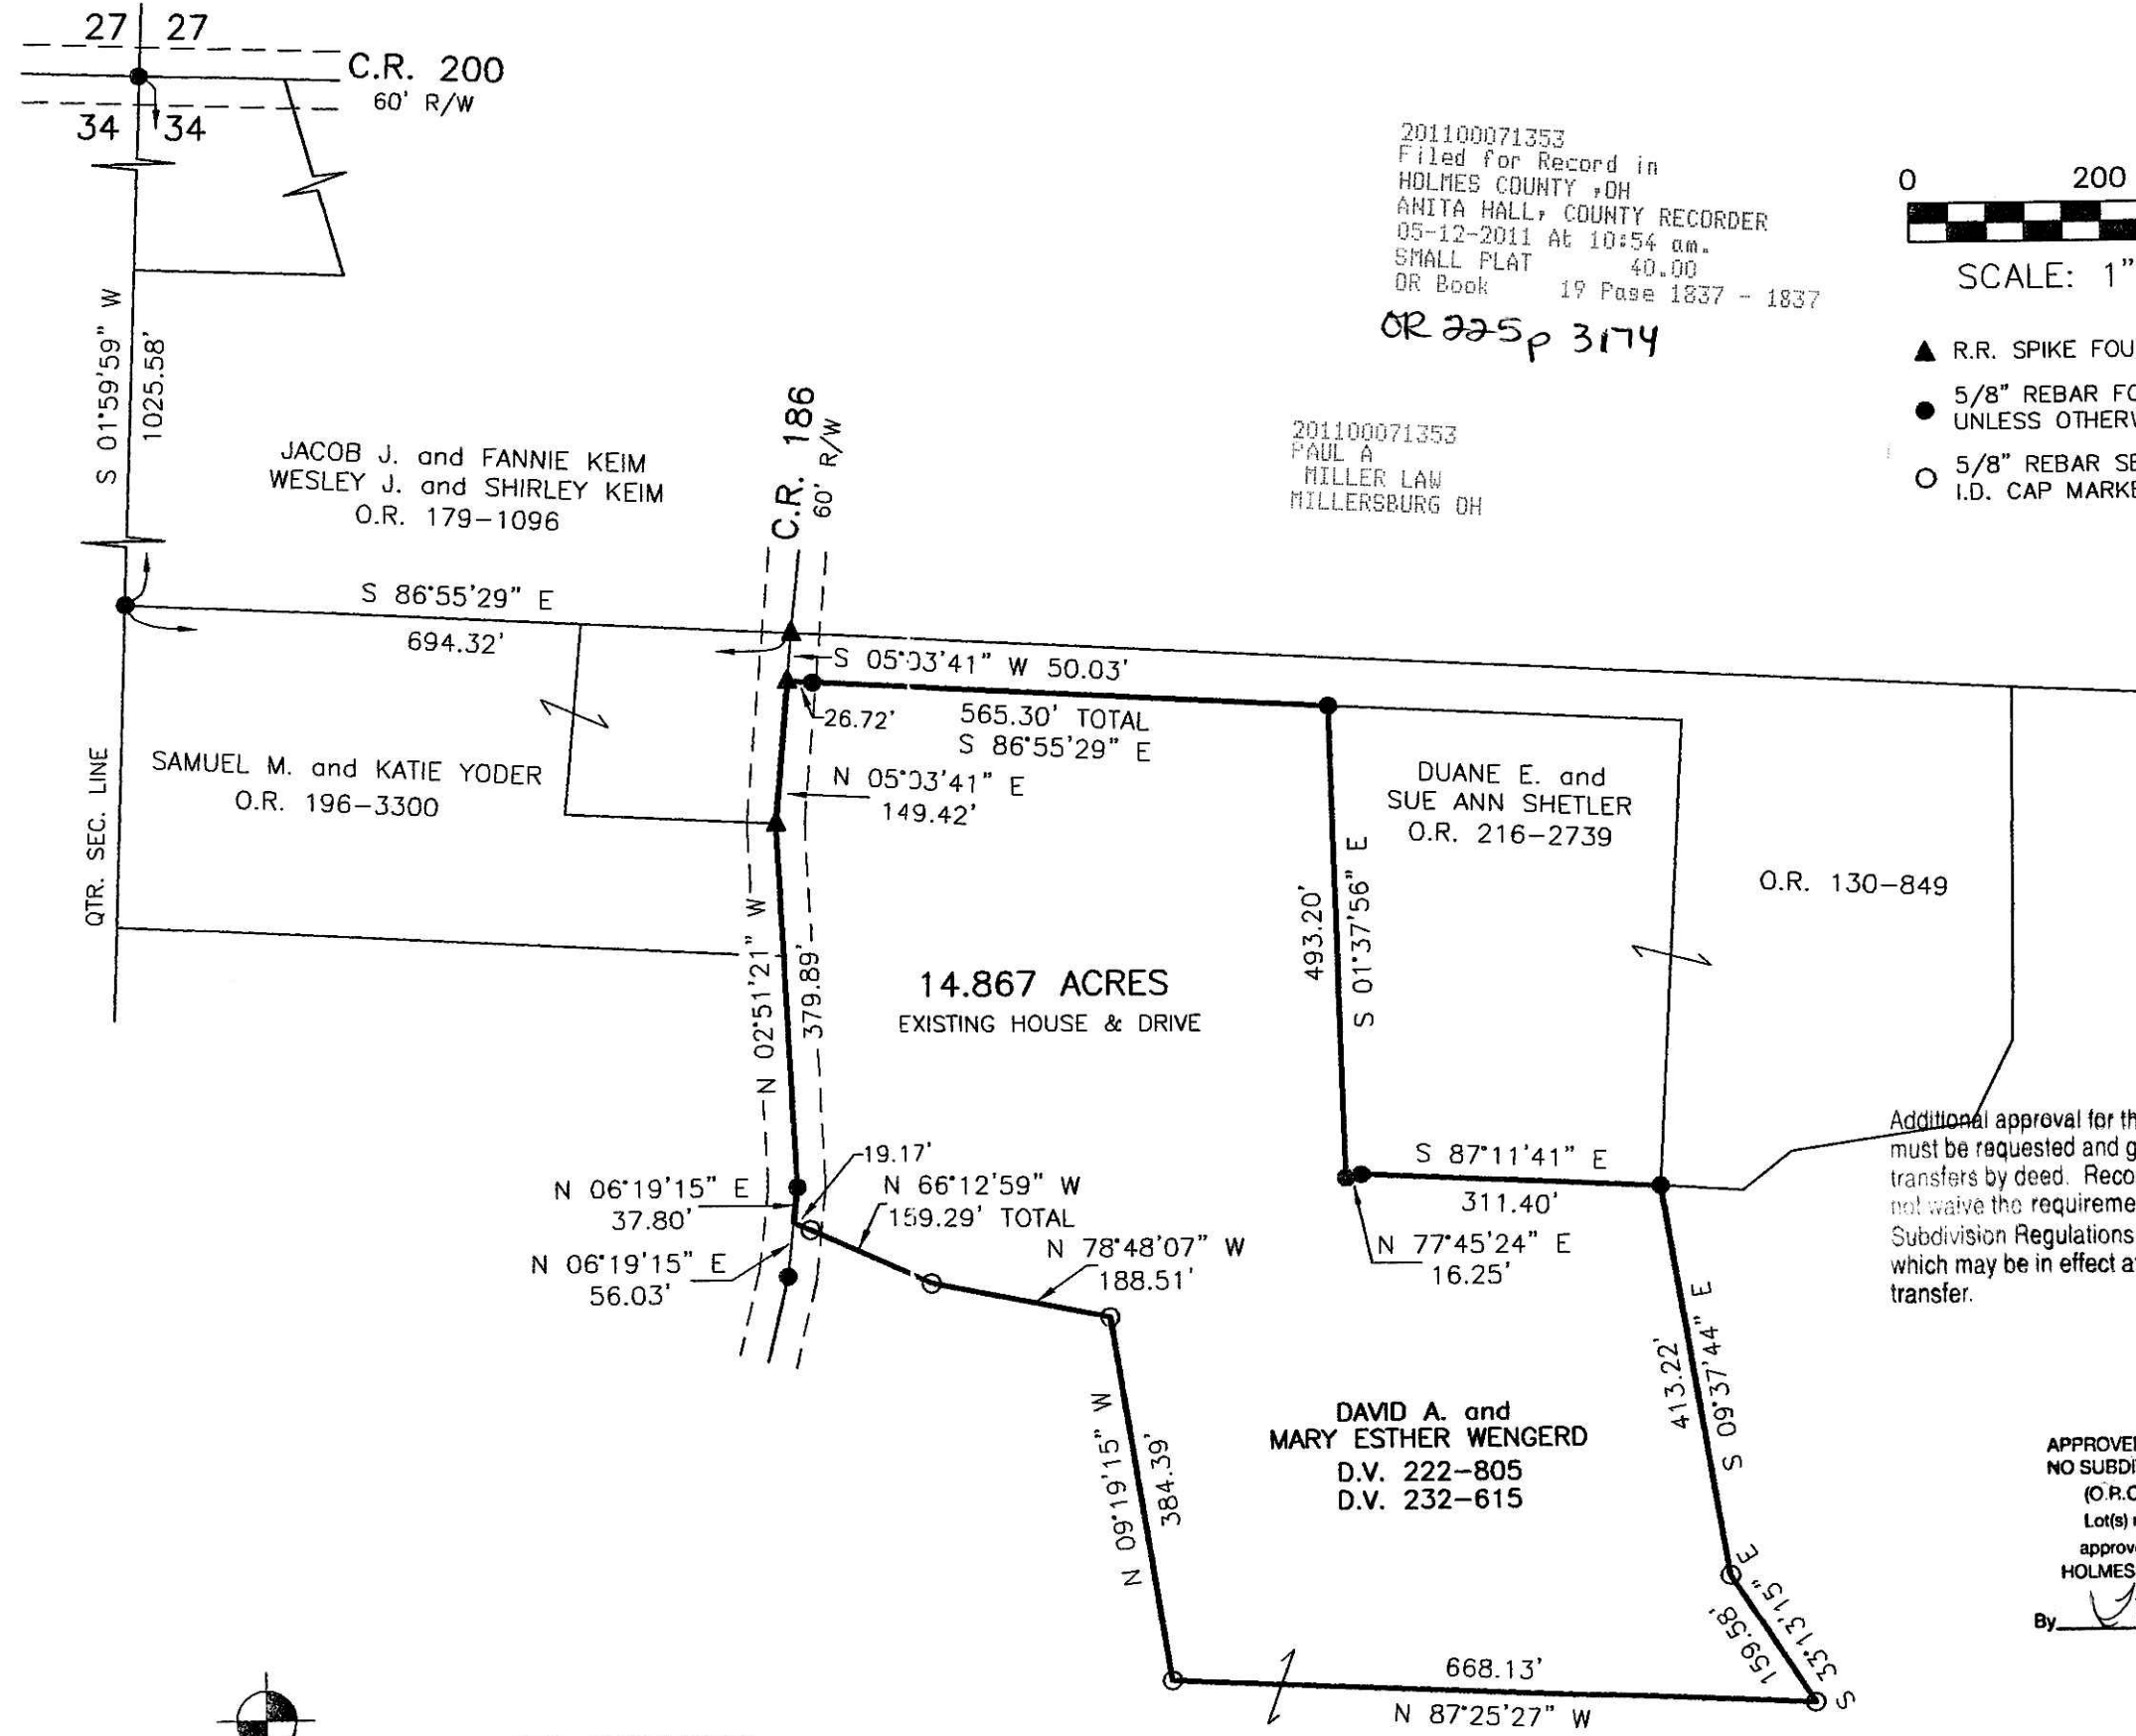 27 27
C.R. 200
60' R/W
34 34
S 01°59'59" W
1025.58'
201100071353
Filed for Record in
HOLMES COUNTY ,OH
ANITA HALL, COUNTY RECORDER
05-12-2011 At 10:54 am.
SMALL PLAT 40.00
OR Book 19 Page 1837 - 1837
OR 225 p 3174
0 200
SCALE: 1"
R.R. SPIKE FOU
5/8" REBAR FO
UNLESS OTHERW
5/8" REBAR SE
I.D. CAP MARKE
201100071353
PAUL A
MILLER LAW
MILLERSBURG OH
JACOB J. and FANNIE KEIM
WESLEY J. and SHIRLEY KEIM
O.R. 179-1096
C.R. 186
60' R/W
S 86°55'29" E
694.32'
S 05°03'41" W 50.03'
26.72'
565.30' TOTAL
S 86°55'29" E
N 05°03'41" E
149.42'
SAMUEL M. and KATIE YODER
O.R. 196-3300
QTR. SEC. LINE
DUANE E. and
SUE ANN SHETLER
O.R. 216-2739
O.R. 130-849
N 02°51'21" W
379.89'
14.867 ACRES
EXISTING HOUSE & DRIVE
493.20'
S 01°37'56" E
19.17'
N 06°19'15" E
37.80'
N 66°12'59" W
159.29' TOTAL
N 06°19'15" E
56.03'
N 78°48'07" W
188.51'
S 87°11'41" E
311.40'
N 77°45'24" E
16.25'
Additional approval for th
must be requested and g
transfers by deed. Reco
not waive the requireme
Subdivision Regulations
which may be in effect a
transfer.
413.22'
S 09°37'44" E
N 09°19'15" W
384.39'
DAVID A. and
MARY ESTHER WENGERD
D.V. 222-805
D.V. 232-615
159.58'
S 33°13'15" E
668.13'
N 87°25'27" W
APPROVE
NO SUBDI
(O.R.C
Lot(s)
approv
HOLMES
By